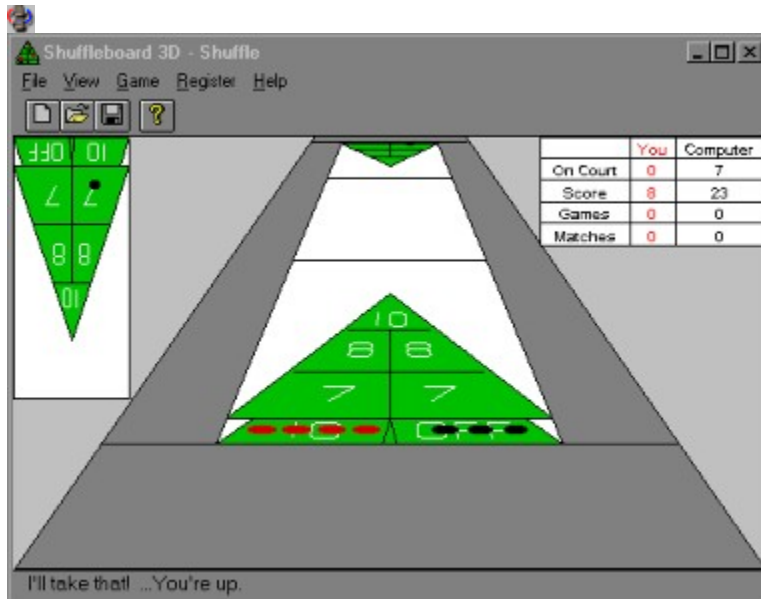 Shuffleboard 3D - Shuffle
File View Game Register Help
10 OFF
7 7
8 8
10
You Computer
On Court 0 7
Score 8 23
Games 0 0
Matches 0 0
10
8 8
7 7
10 OFF
I'll take that! ...You're up.